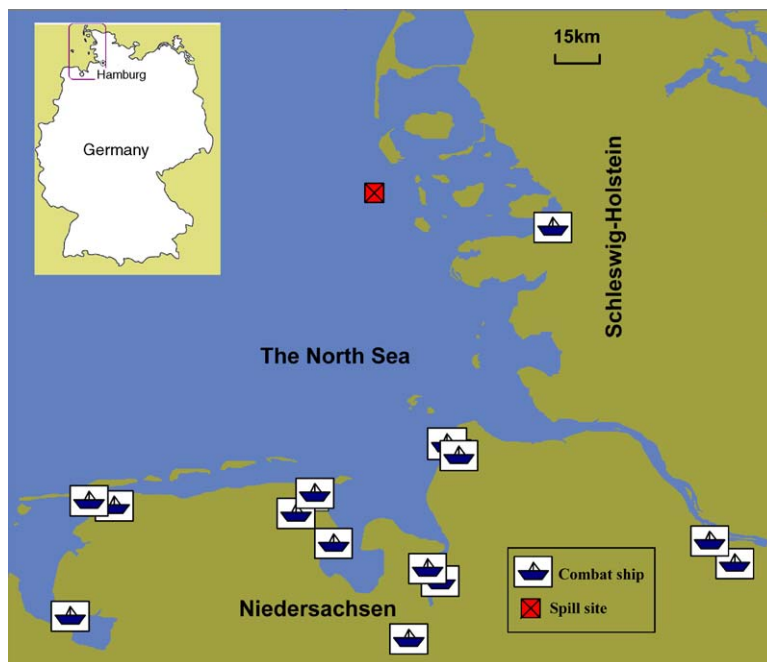 15km
Hamburg
Germany
Schleswig-Holstein
The North Sea
Niedersachsen
Combat ship
Spill site